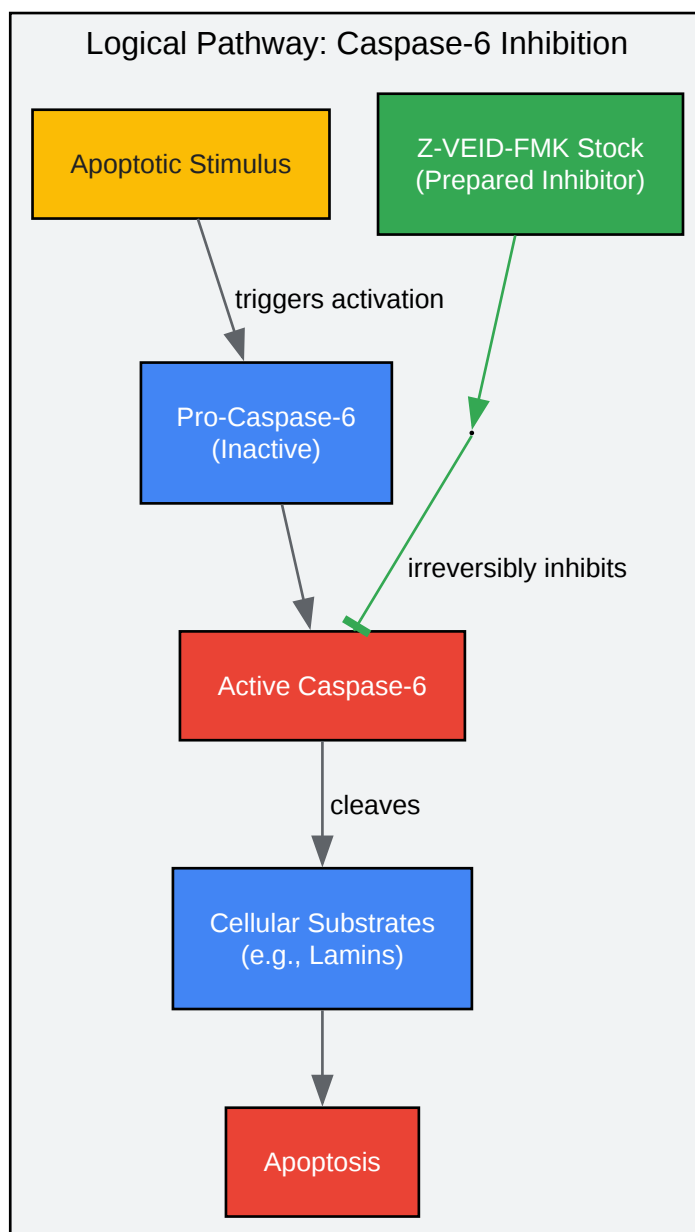 Logical Pathway: Caspase-6 Inhibition
Apoptotic Stimulus
Z-VEID-FMK Stock
(Prepared Inhibitor)
triggers activation
Pro-Caspase-6
(Inactive)
irreversibly inhibits
Active Caspase-6
cleaves
Cellular Substrates
(e.g., Lamins)
Apoptosis